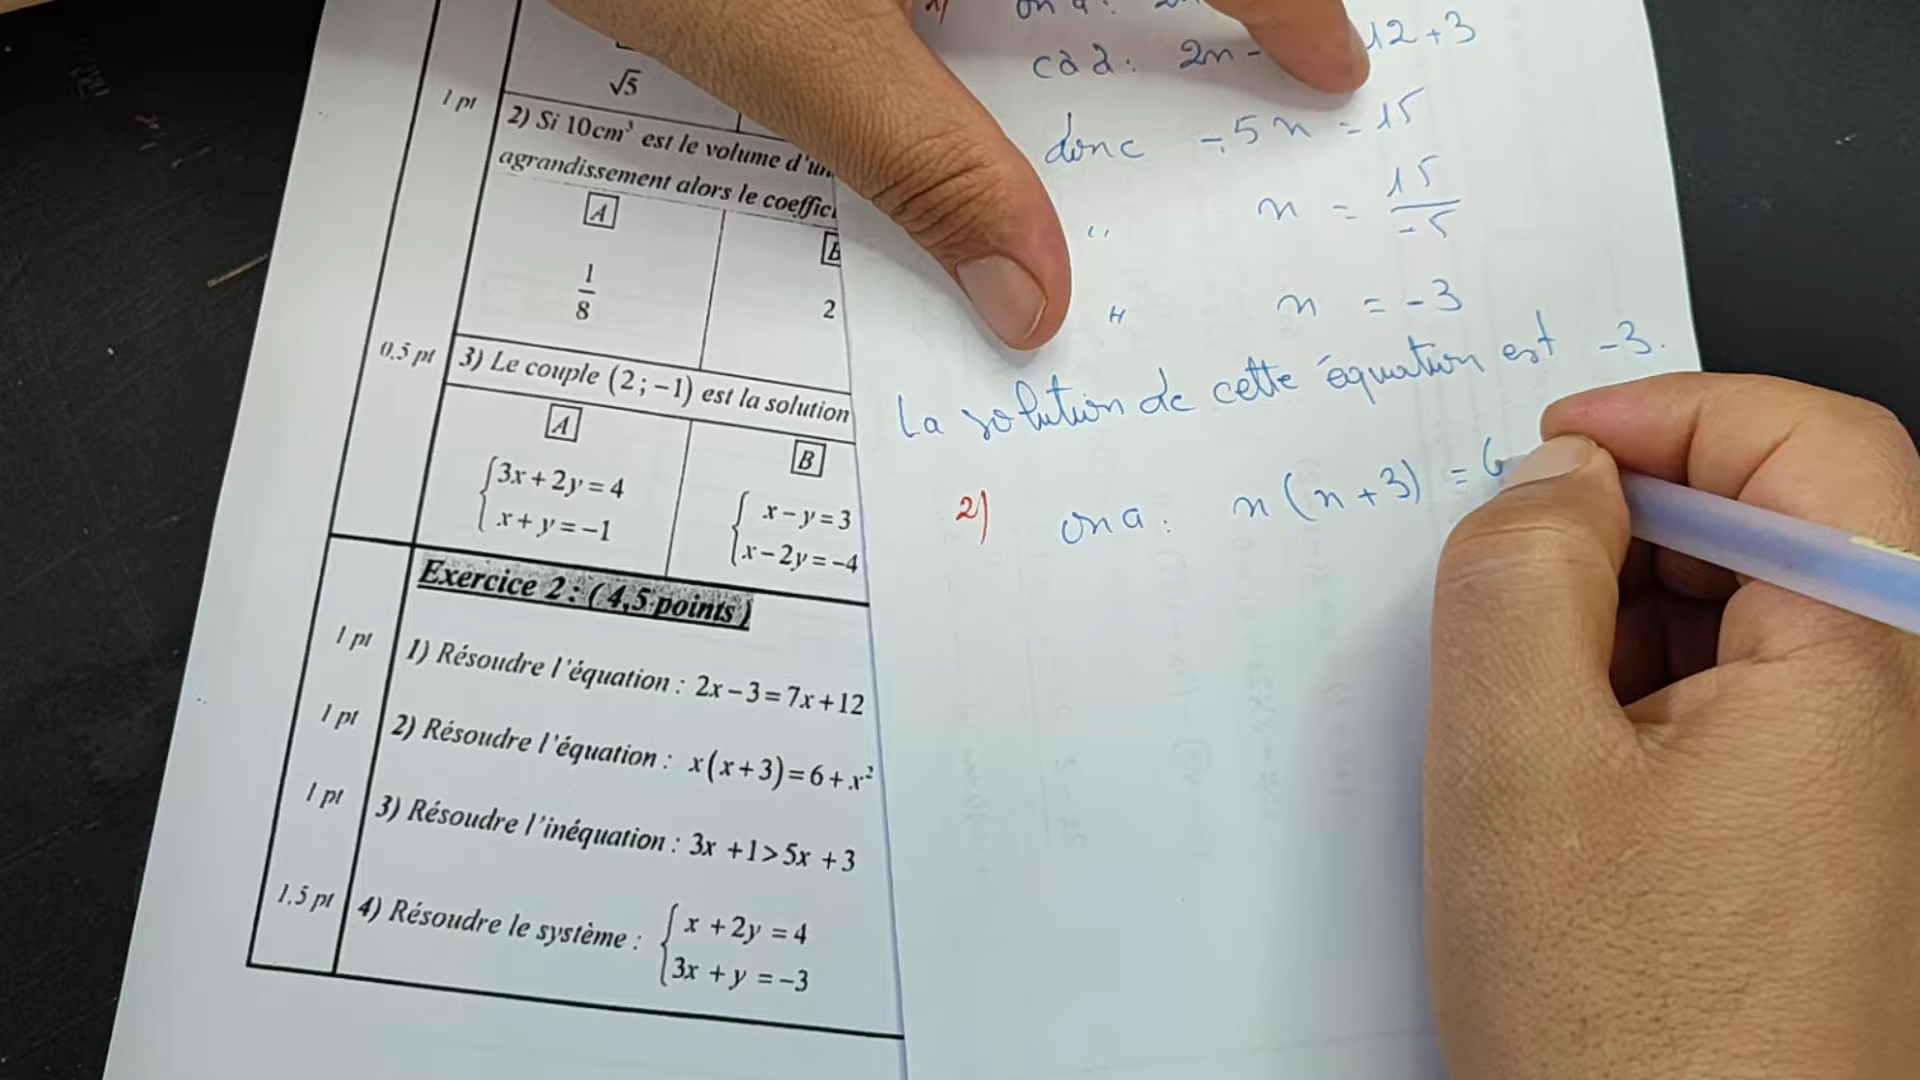 √5
1 pt
2) Si 10cm³ est le volume d'un
agrandissement alors le coeffici
A
B
1/8
2
0,5 pt
3) Le couple (2 ; −1) est la solution
A
B
{3x + 2y = 4
x + y = −1
{x − y = 3
x − 2y = −4
Exercice 2 : ( 4,5 points )
1 pt
1) Résoudre l'équation : 2x − 3 = 7x + 12
1 pt
2) Résoudre l'équation : x(x + 3) = 6 + x²
1 pt
3) Résoudre l'inéquation : 3x + 1 > 5x + 3
1,5 pt
4) Résoudre le système : {x + 2y = 4
3x + y = −3
on a :
càd : 2x - 12 + 3
donc -5x = 15
" x = 15/-5
" x = -3
La solution de cette équation est -3.
2) on a : x(x+3) = 6